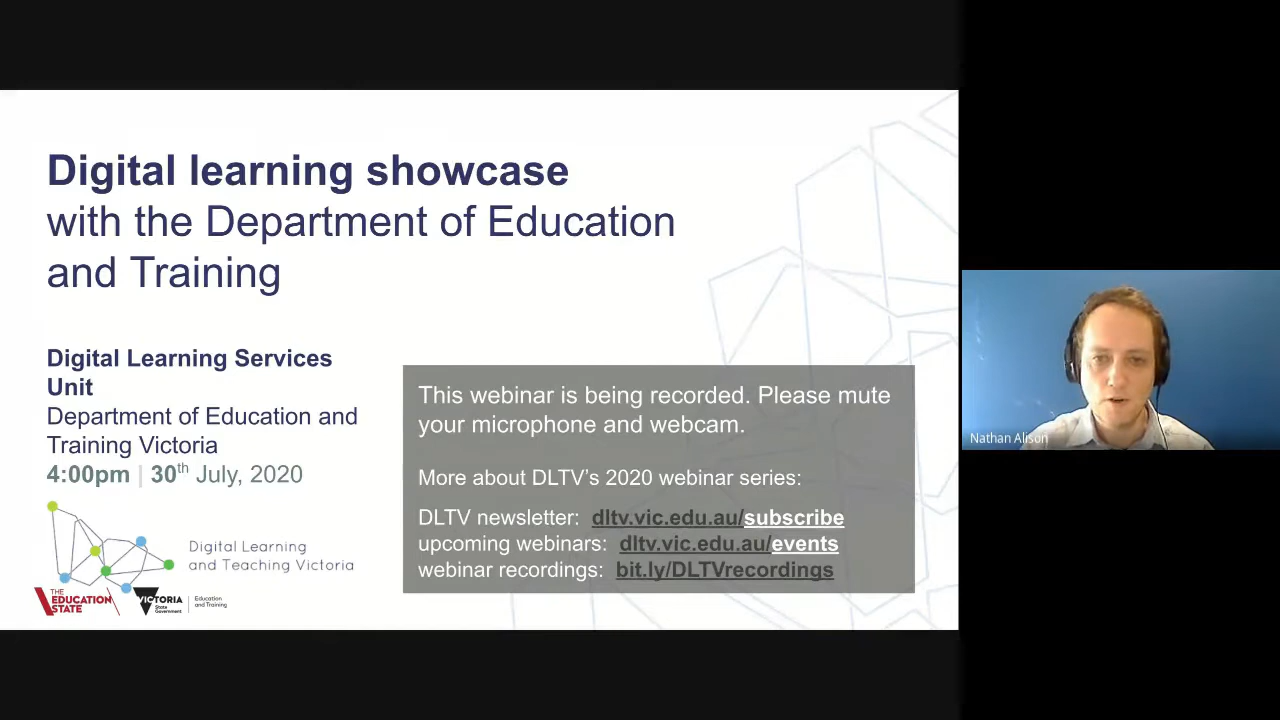 Digital learning showcase
with the Department of Education
and Training
Digital Learning Services
Unit
Department of Education and
Training Victoria
4:00pm | 30th July, 2020
This webinar is being recorded. Please mute
your microphone and webcam.
More about DLTV's 2020 webinar series:
DLTV newsletter: dltv.vic.edu.au/subscribe
upcoming webinars: dltv.vic.edu.au/events
webinar recordings: bit.ly/DLTVrecordings
Digital Learning
and Teaching Victoria
THE
EDUCATION
STATE
VICTORIA
State
Government
Education
and Training
Nathan Alison